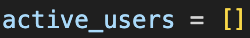 active_users = []